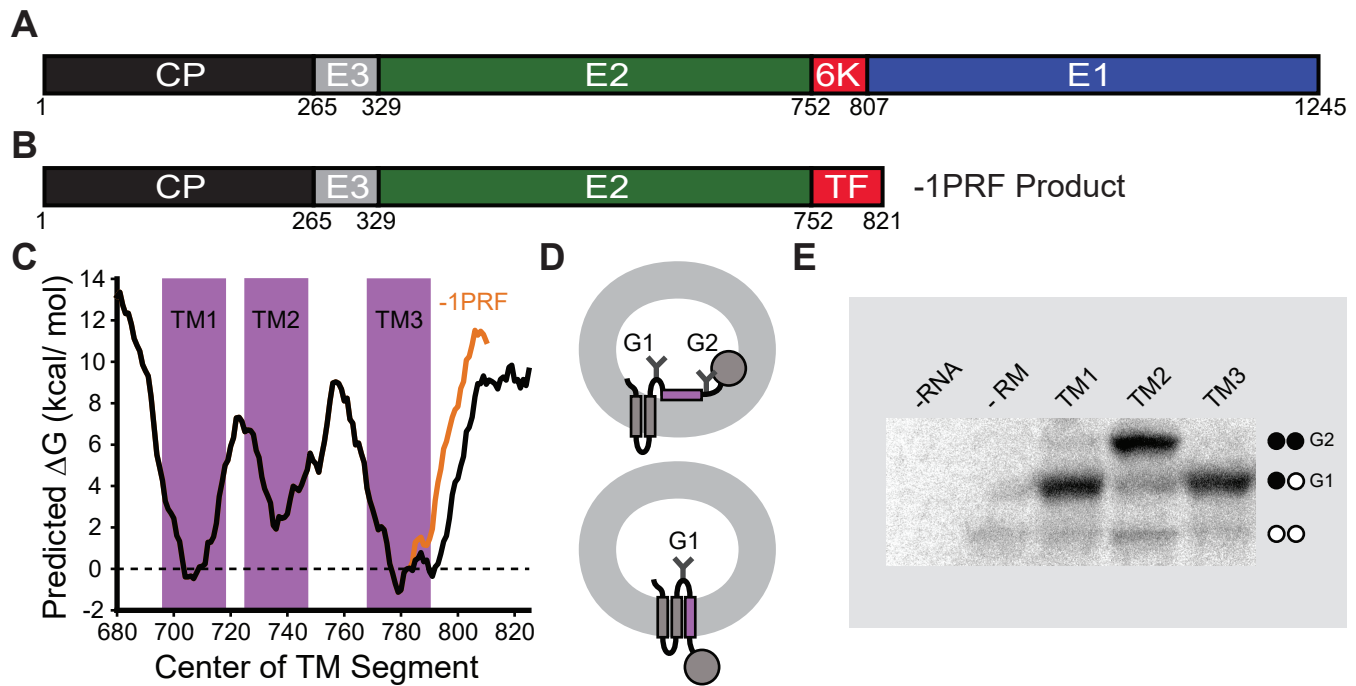 A
CP E3 E2 6K E1
1 265 329 752 807 1245
B
CP E3 E2 TF -1PRF Product
1 265 329 752 821
C
Predicted ΔG (kcal/ mol)
14
12
10
8
6
4
2
0
-2
TM1 TM2 TM3
-1PRF
680 700 720 740 760 780 800 820
Center of TM Segment
D
G1 G2
G1
E
-RNA - RM TM1 TM2 TM3
G2
G1